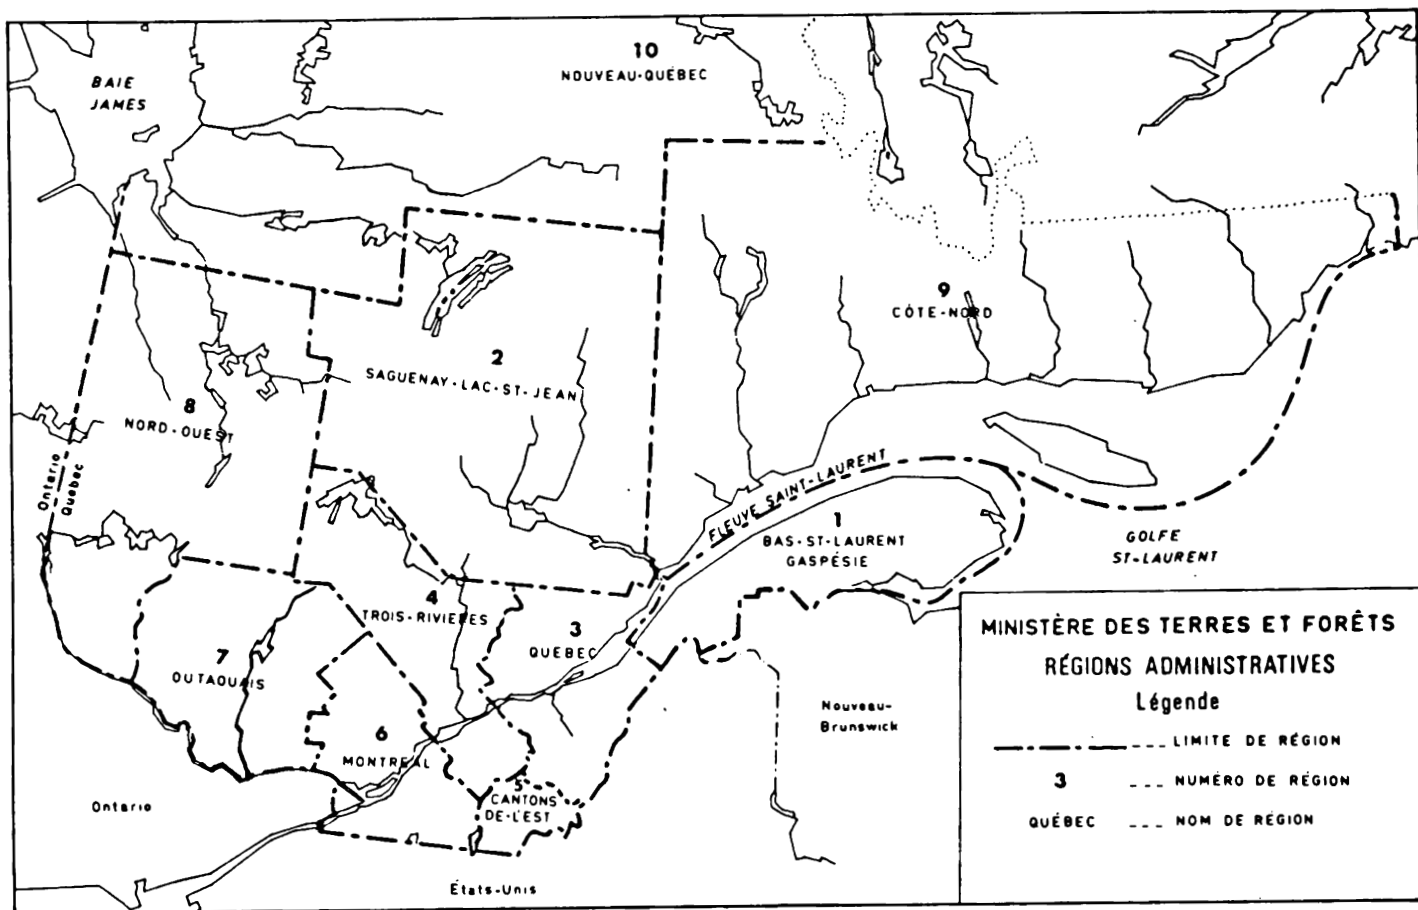 10
NOUVEAU-QUÉBEC
BAIE
JAMES
9
CÔTE-NORD
2
SAGUENAY-LAC-ST-JEAN
8
NORD-OUEST
Ontario
Québec
FLEUVE SAINT-LAURENT
1
BAS-ST-LAURENT
GASPÉSIE
GOLFE
ST-LAURENT
4
TROIS-RIVIÈRES
3
QUÉBEC
7
OUTAOUAIS
6
MONTRÉAL
5
CANTONS
DE-L'EST
Nouveau-
Brunswick
Ontario
États-Unis
MINISTÈRE DES TERRES ET FORÊTS
RÉGIONS ADMINISTRATIVES
Légende
LIMITE DE RÉGION
3 --- NUMÉRO DE RÉGION
QUÉBEC --- NOM DE RÉGION